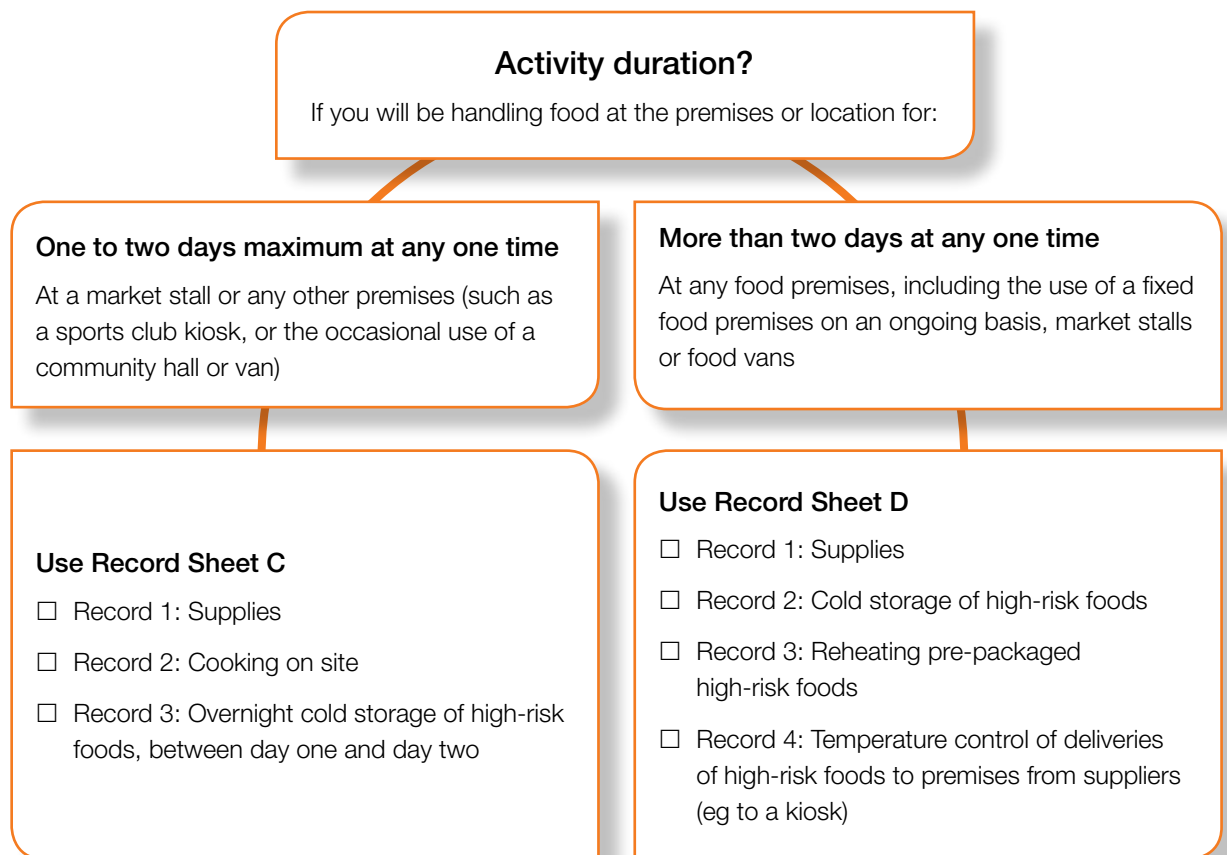 Activity duration?
If you will be handling food at the premises or location for:
One to two days maximum at any one time
At a market stall or any other premises (such as
a sports club kiosk, or the occasional use of a
community hall or van)
More than two days at any one time
At any food premises, including the use of a fixed
food premises on an ongoing basis, market stalls
or food vans
Use Record Sheet C
☐ Record 1: Supplies
☐ Record 2: Cooking on site
☐ Record 3: Overnight cold storage of high-risk
foods, between day one and day two
Use Record Sheet D
☐ Record 1: Supplies
☐ Record 2: Cold storage of high-risk foods
☐ Record 3: Reheating pre-packaged
high-risk foods
☐ Record 4: Temperature control of deliveries
of high-risk foods to premises from suppliers
(eg to a kiosk)